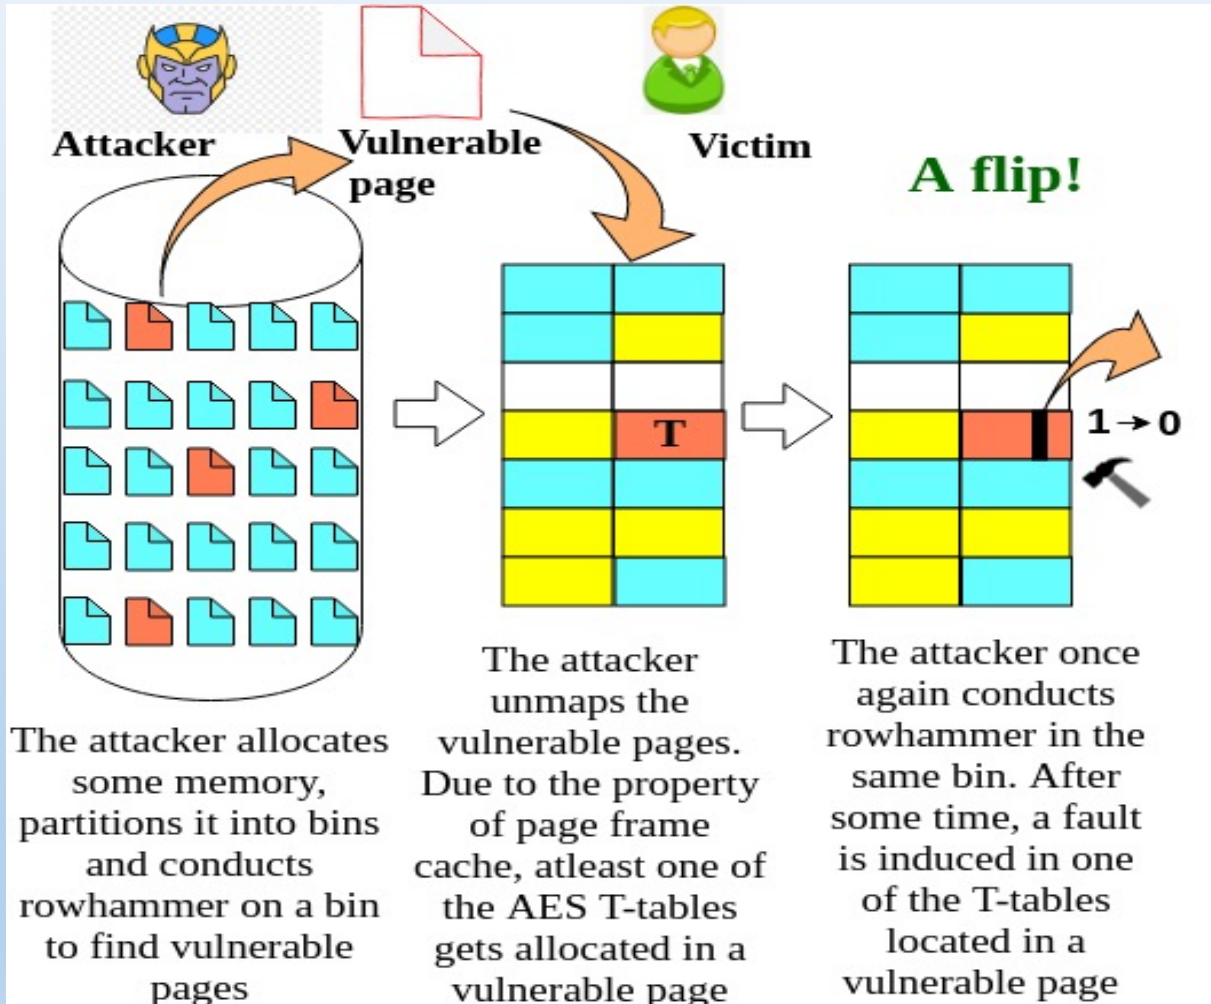 Attacker
Vulnerable
page
Victim
A flip!
T
1→0
The attacker allocates
some memory,
partitions it into bins
and conducts
rowhammer on a bin
to find vulnerable
pages
The attacker
unmaps the
vulnerable pages.
Due to the property
of page frame
cache, atleast one of
the AES T-tables
gets allocated in a
vulnerable page
The attacker once
again conducts
rowhammer in the
same bin. After
some time, a fault
is induced in one
of the T-tables
located in a
vulnerable page